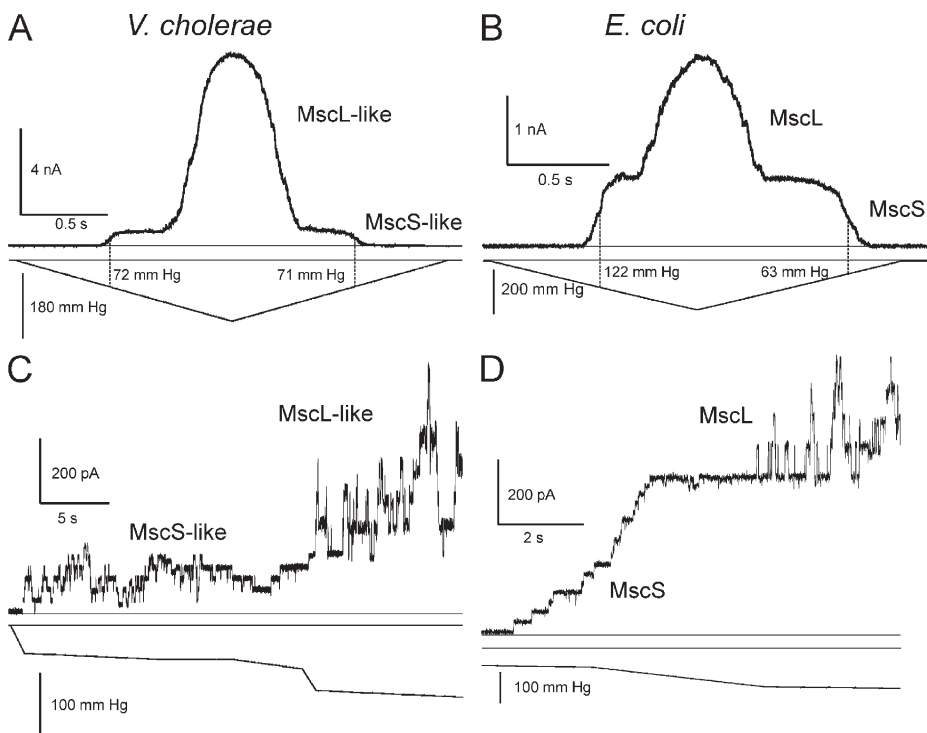 A
V. cholerae
MscL-like
4 nA
0.5 s
MscS-like
72 mm Hg
71 mm Hg
180 mm Hg
B
E. coli
MscL
1 nA
0.5 s
MscS
122 mm Hg
63 mm Hg
200 mm Hg
C
MscL-like
200 pA
5 s
MscS-like
100 mm Hg
D
MscL
200 pA
2 s
MscS
100 mm Hg